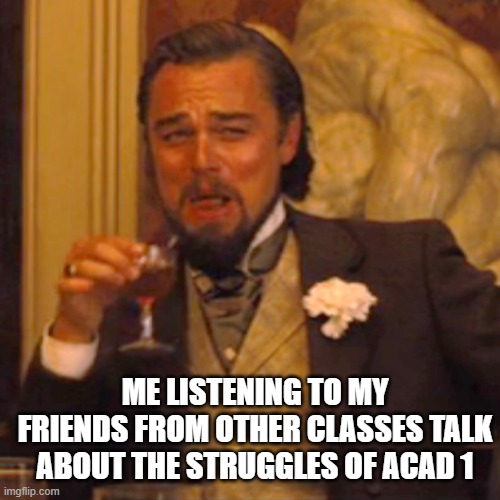 ME LISTENING TO MY
FRIENDS FROM OTHER CLASSES TALK
ABOUT THE STRUGGLES OF ACAD 1
imgflip.com